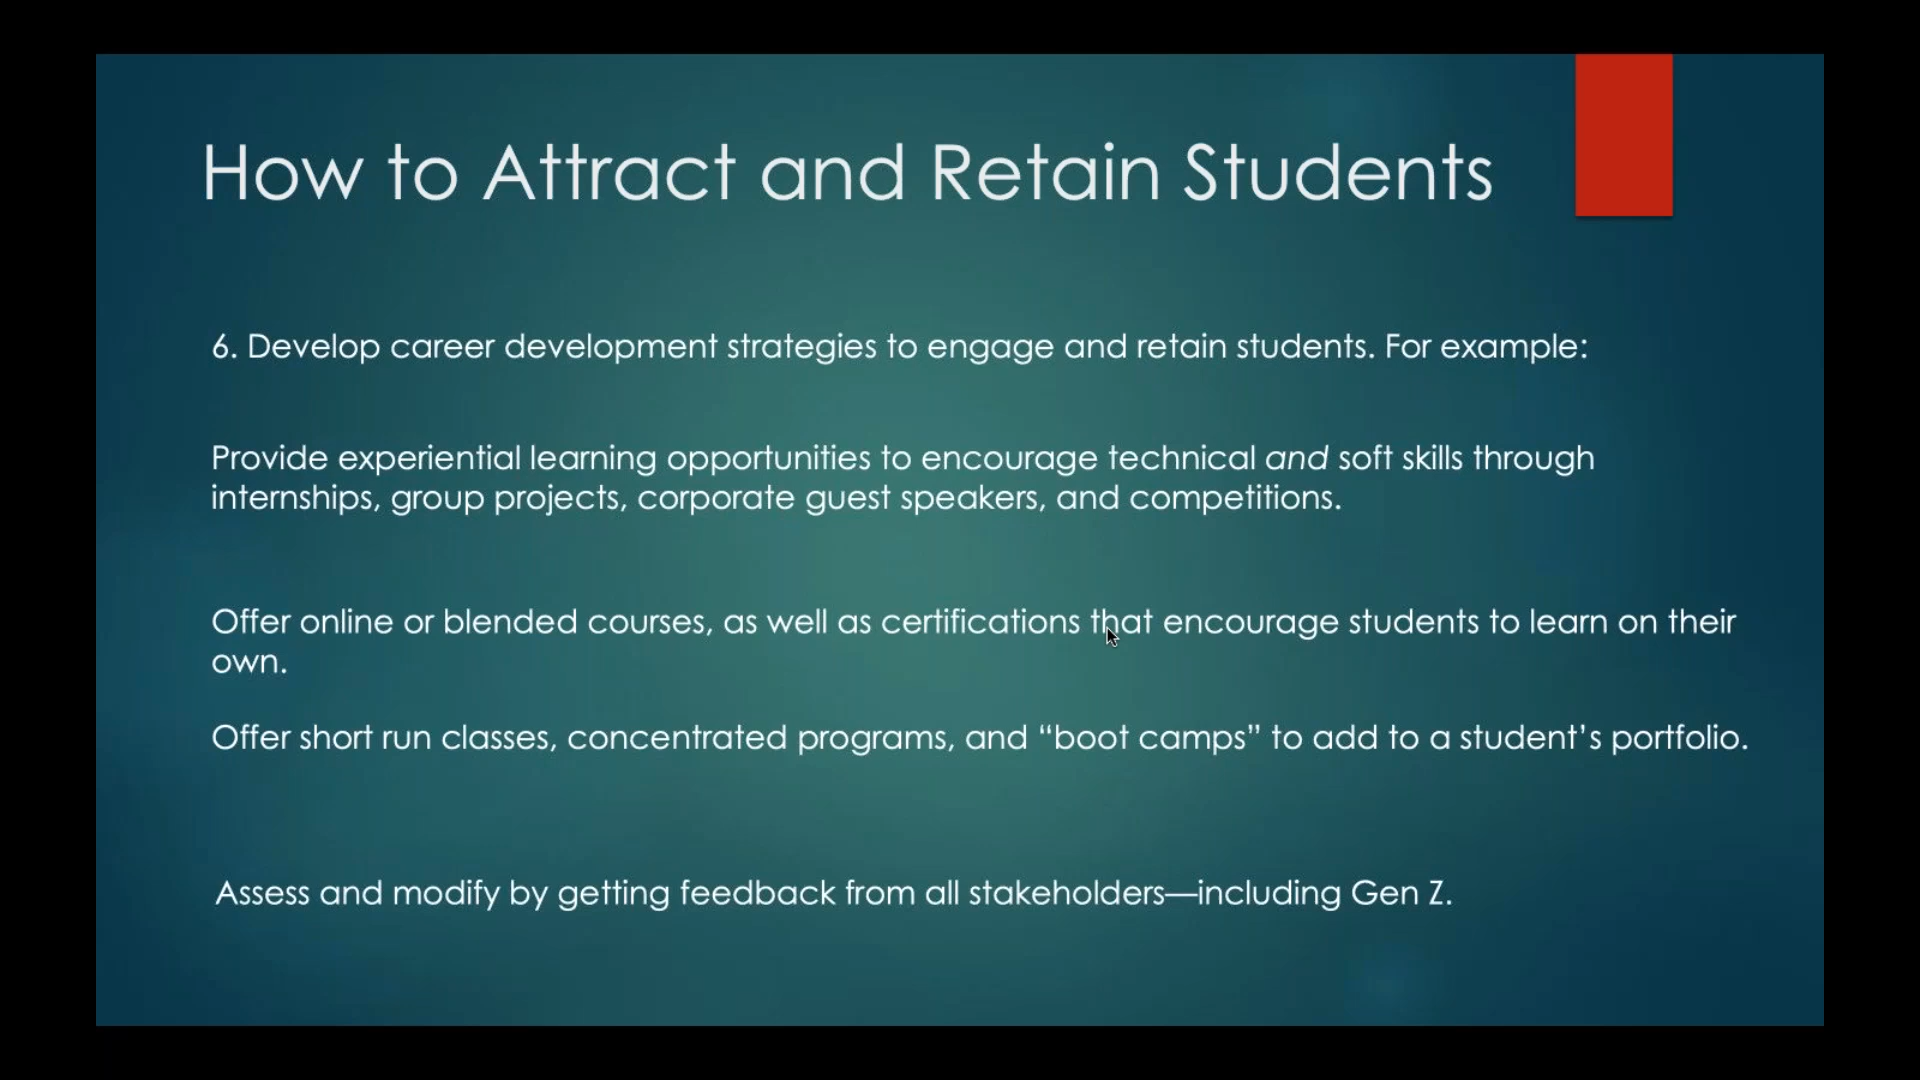 How to Attract and Retain Students
6. Develop career development strategies to engage and retain students. For example:
Provide experiential learning opportunities to encourage technical and soft skills through
internships, group projects, corporate guest speakers, and competitions.
Offer online or blended courses, as well as certifications that encourage students to learn on their
own.
Offer short run classes, concentrated programs, and “boot camps” to add to a student’s portfolio.
Assess and modify by getting feedback from all stakeholders—including Gen Z.